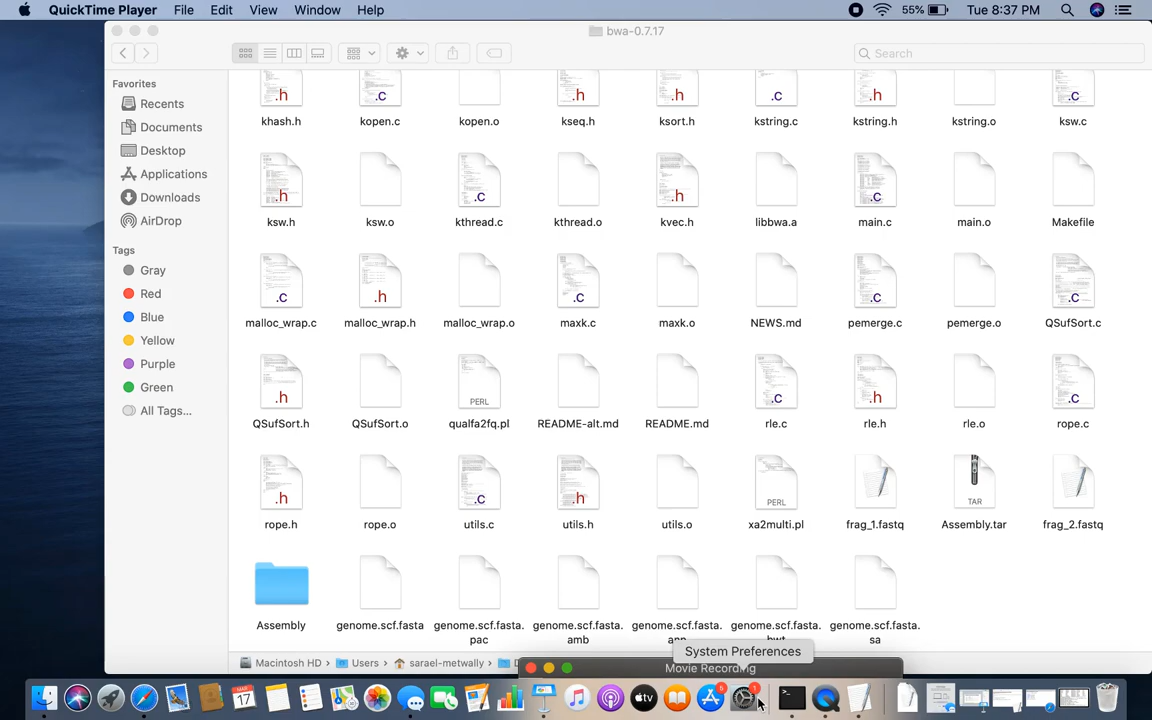 QuickTime Player File Edit View Window Help 55% Tue 8:37 PM
bwa-0.7.17
Search
Favorites
Recents
Documents
Desktop
Applications
Downloads
AirDrop
Tags
Gray
Red
Blue
Yellow
Purple
Green
All Tags...
.h .c .h .h .c .h .c
khash.h kopen.c kopen.o kseq.h ksort.h kstring.c kstring.h kstring.o ksw.c
.h .c .h .c
ksw.h ksw.o kthread.c kthread.o kvec.h libbwa.a main.c main.o Makefile
.c .h .c .c .c
malloc_wrap.c malloc_wrap.h malloc_wrap.o maxk.c maxk.o NEWS.md pemerge.c pemerge.o QSufSort.c
.h PERL .c .h .c
QSufSort.h QSufSort.o qualfa2fq.pl README-alt.md README.md rle.c rle.h rle.o rope.c
.h .c .h PERL TAR
rope.h rope.o utils.c utils.h utils.o xa2multi.pl frag_1.fastq Assembly.tar frag_2.fastq
Assembly genome.scf.fasta genome.scf.fasta. genome.scf.fasta. genome.scf.fasta. genome.scf.fasta. genome.scf.fasta.
pac amb sa
System Preferences
Macintosh HD › Users › sarael-metwally ›
Movie Recording
MAR
17
tv